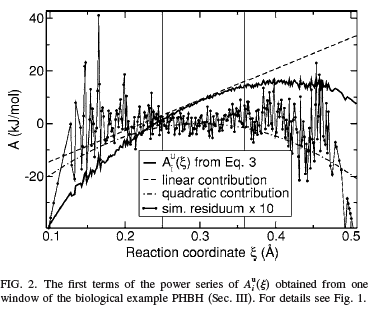 40
20
0
-20
A (kJ/mol)
Aᵢᵘ(ξ) from Eq. 3
linear contribution
quadratic contribution
sim. residuum x 10
0.1 0.2 0.3 0.4 0.5
Reaction coordinate ξ (Å)
FIG. 2. The first terms of the power series of Aᵢᵘ(ξ) obtained from one
window of the biological example PHBH (Sec. III). For details see Fig. 1.